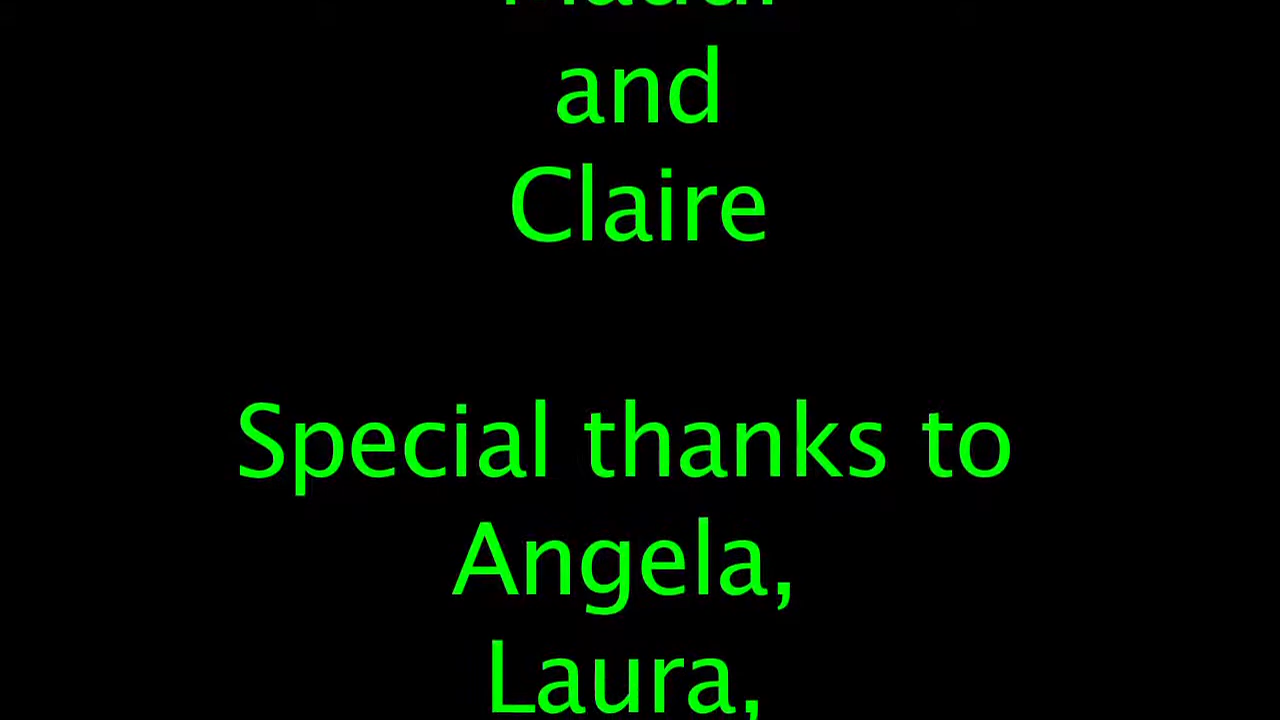 and
Claire
Special thanks to
Angela,
Laura,